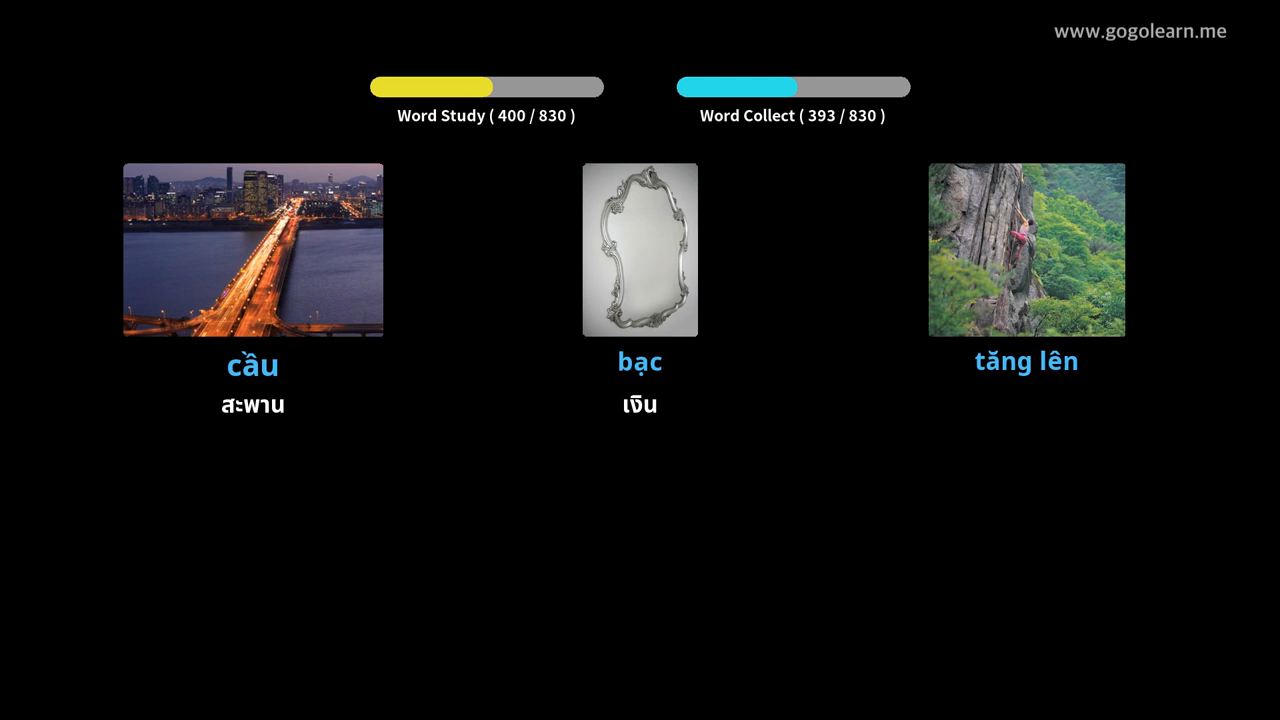 www.gogolearn.me
Word Study ( 400 / 830 )
Word Collect ( 393 / 830 )
cầu
สะพาน
bạc
เงิน
tăng lên